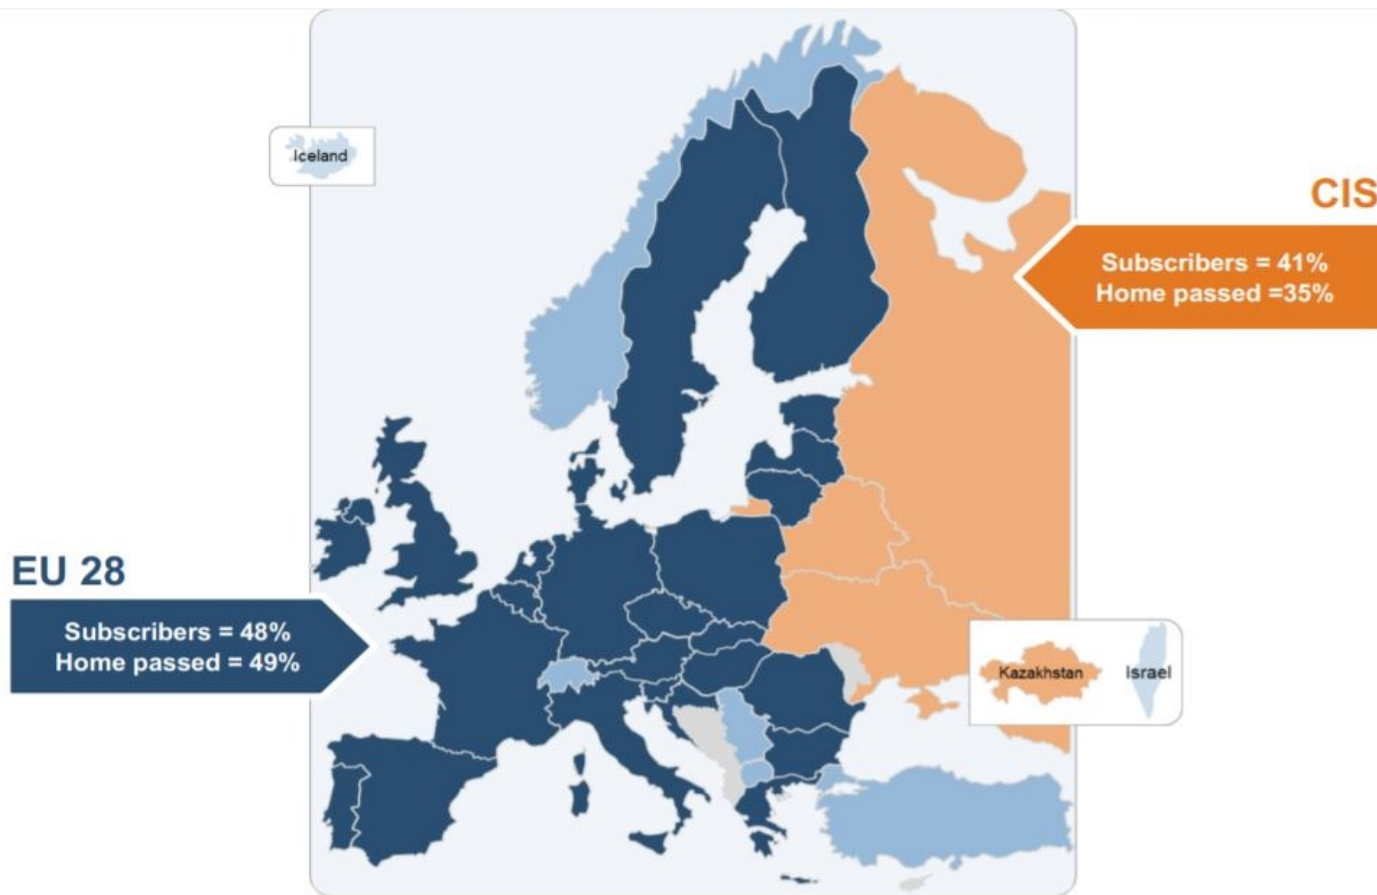 Iceland
CIS
Subscribers = 41%
Home passed =35%
EU 28
Subscribers = 48%
Home passed = 49%
Kazakhstan
Israel